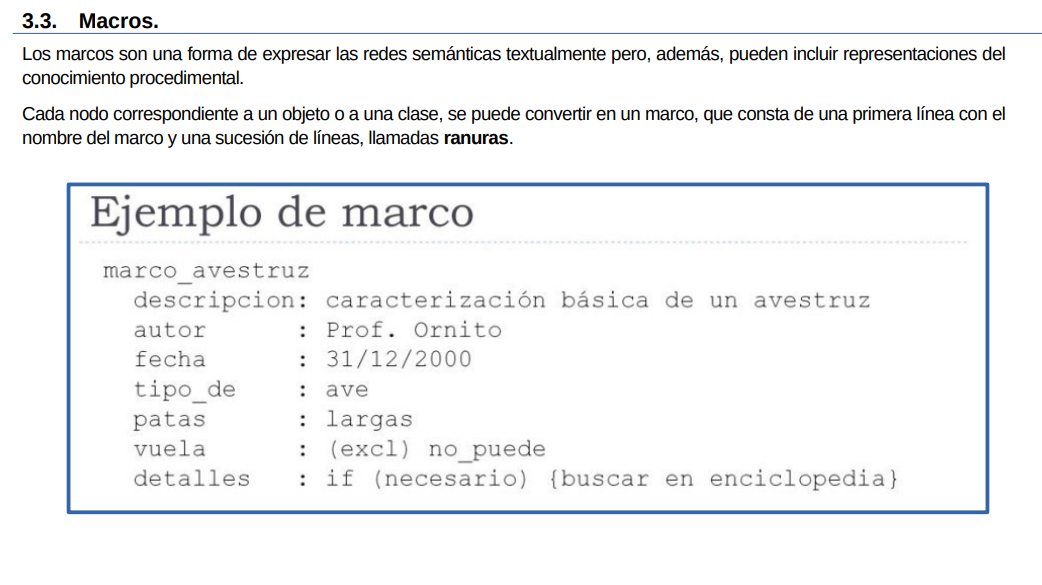 3.3. Macros.
Los marcos son una forma de expresar las redes semánticas textualmente pero, además, pueden incluir representaciones del
conocimiento procedimental.
Cada nodo correspondiente a un objeto o a una clase, se puede convertir en un marco, que consta de una primera línea con el
nombre del marco y una sucesión de líneas, llamadas ranuras.
Ejemplo de marco
marco_avestruz
descripcion: caracterización básica de un avestruz
autor : Prof. Ornito
fecha : 31/12/2000
tipo_de : ave
patas : largas
vuela : (excl) no_puede
detalles : if (necesario) {buscar en enciclopedia}